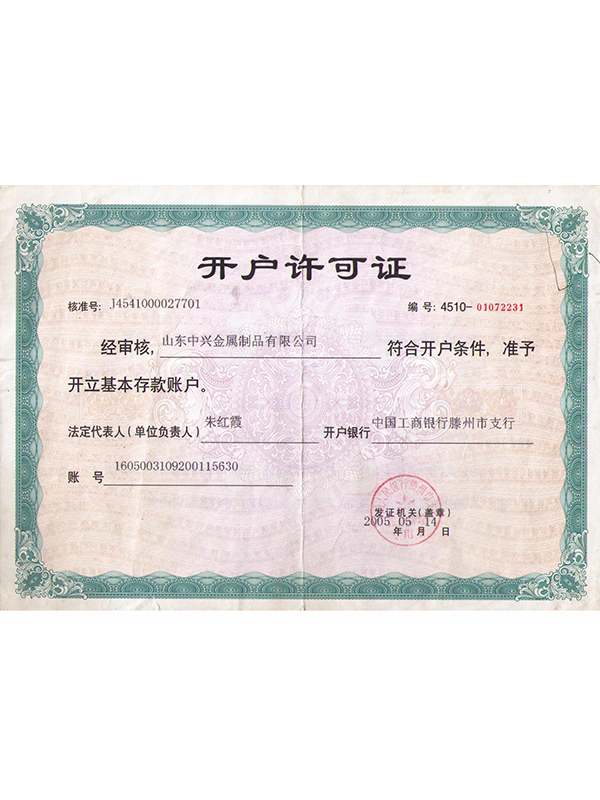 开户许可证
核准号: J4541000027701 编 号: 4510-01072231
经审核, 山东中兴金属制品有限公司 符合开户条件, 准予
开立基本存款账户。
法定代表人(单位负责人) 朱红霞 开户银行 中国工商银行滕州市支行
账 号 1605003109200115630
发证机关(盖章)
2005 05 14
年 月 日